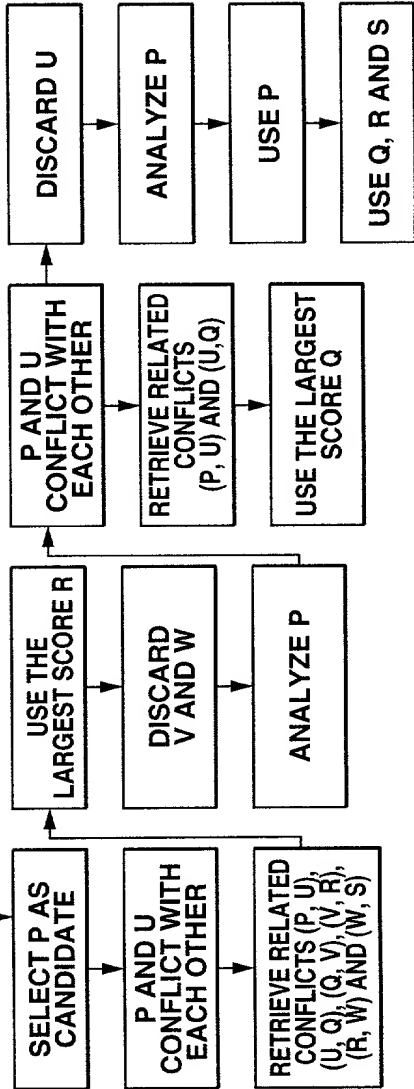 SELECT P AS
CANDIDATE
P AND U
CONFLICT WITH
EACH OTHER
RETRIEVE RELATED
CONFLICTS (P, U),
(U, Q), (Q, V), (V, R),
(R, W) AND (W, S)
USE THE
LARGEST SCORE R
DISCARD
V AND W
ANALYZE P
P AND U
CONFLICT WITH
EACH OTHER
RETRIEVE RELATED
CONFLICTS
(P, U) AND (U,Q)
USE THE LARGEST
SCORE Q
DISCARD U
ANALYZE P
USE P
USE Q, R AND S